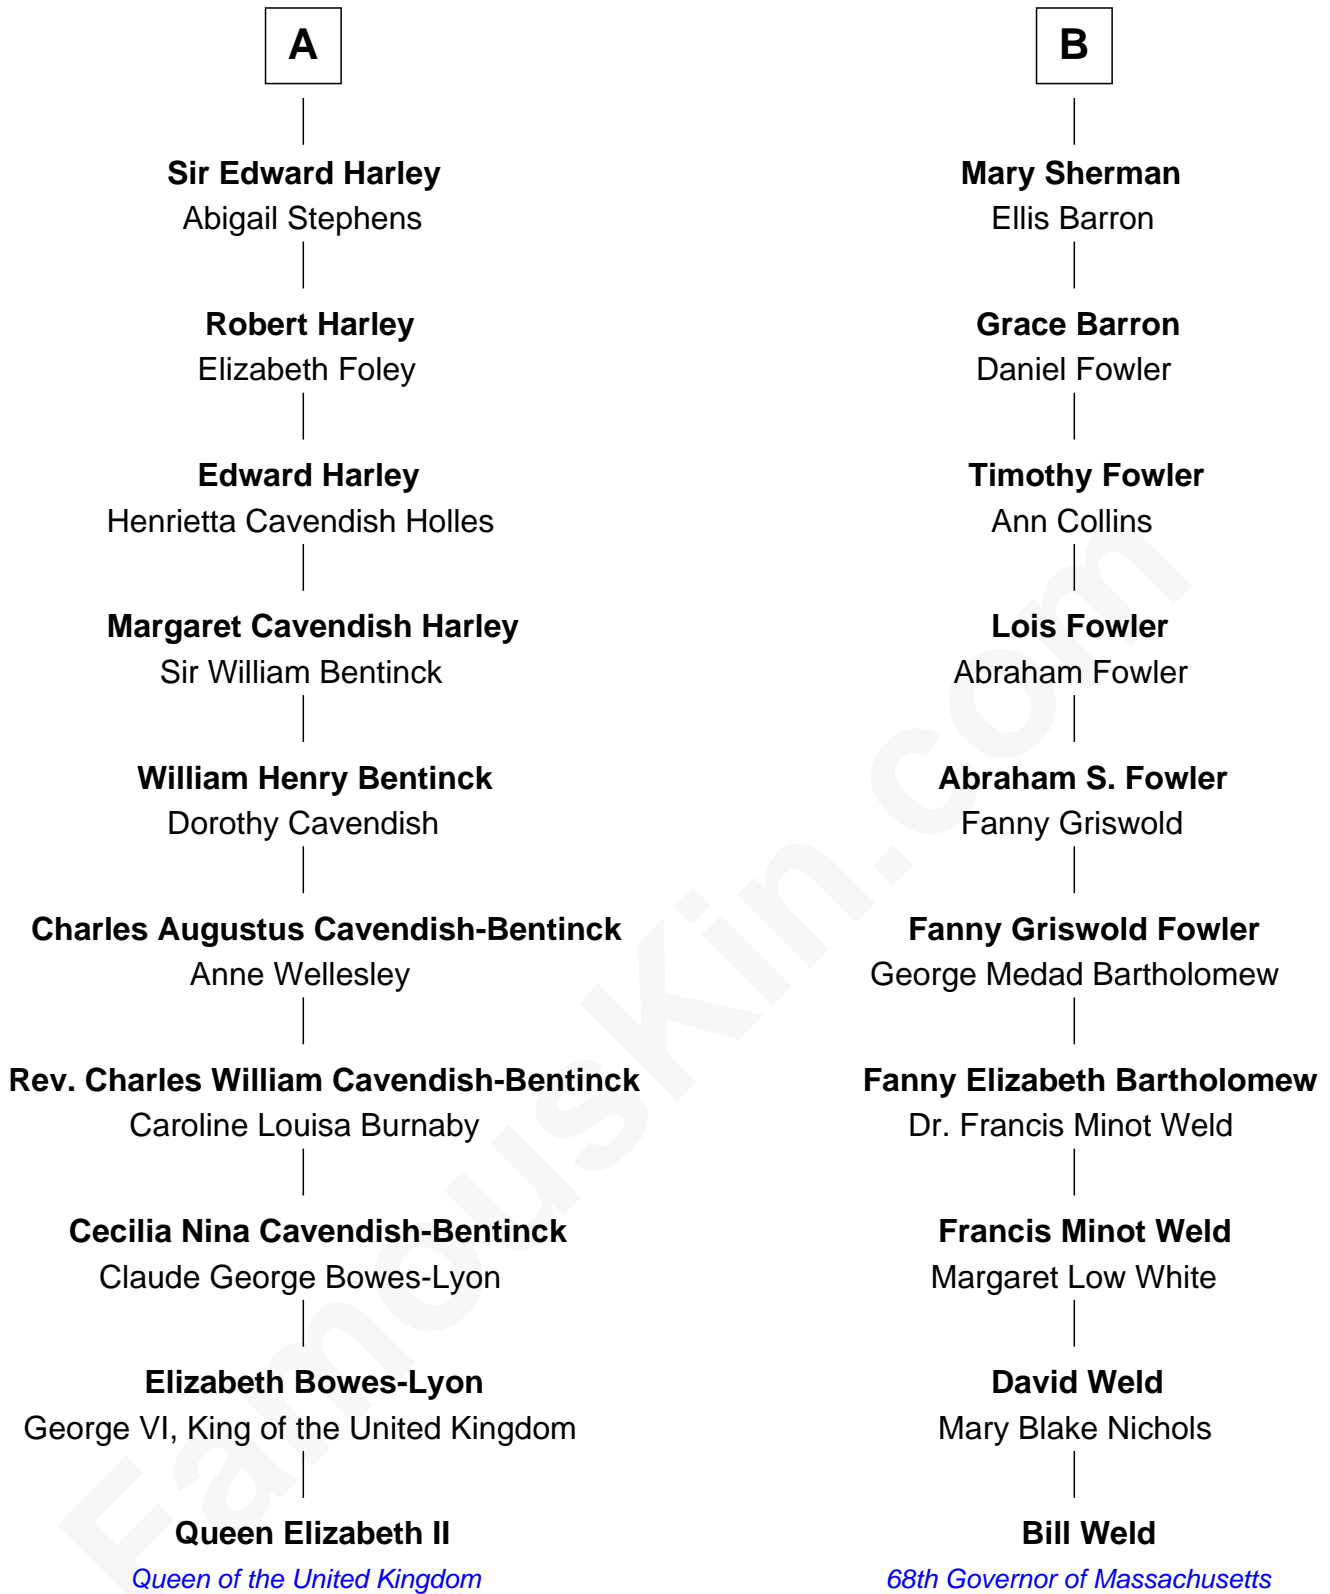 A
Sir Edward Harley
Abigail Stephens
Robert Harley
Elizabeth Foley
Edward Harley
Henrietta Cavendish Holles
Margaret Cavendish Harley
Sir William Bentinck
William Henry Bentinck
Dorothy Cavendish
Charles Augustus Cavendish-Bentinck
Anne Wellesley
Rev. Charles William Cavendish-Bentinck
Caroline Louisa Burnaby
Cecilia Nina Cavendish-Bentinck
Claude George Bowes-Lyon
Elizabeth Bowes-Lyon
George VI, King of the United Kingdom
Queen Elizabeth II
Queen of the United Kingdom
B
Mary Sherman
Ellis Barron
Grace Barron
Daniel Fowler
Timothy Fowler
Ann Collins
Lois Fowler
Abraham Fowler
Abraham S. Fowler
Fanny Griswold
Fanny Griswold Fowler
George Medad Bartholomew
Fanny Elizabeth Bartholomew
Dr. Francis Minot Weld
Francis Minot Weld
Margaret Low White
David Weld
Mary Blake Nichols
Bill Weld
68th Governor of Massachusetts
FamousKin.com